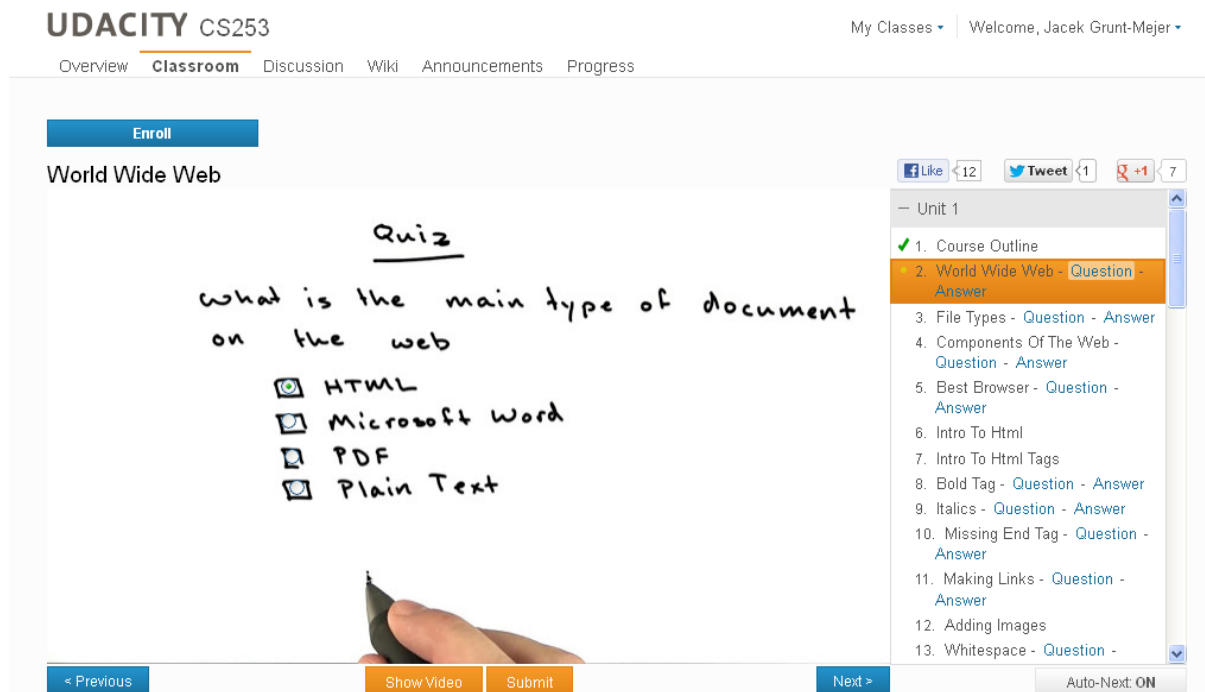 UDACITY CS253
My Classes Welcome, Jacek Grunt-Mejer
Overview Classroom Discussion Wiki Announcements Progress
Enroll
World Wide Web
Like 12 Tweet 1 +1 7
Quiz
what is the main type of document
on the web
HTML
Microsoft Word
PDF
Plain Text
− Unit 1
1. Course Outline
2. World Wide Web - Question -
Answer
3. File Types - Question - Answer
4. Components Of The Web -
Question - Answer
5. Best Browser - Question -
Answer
6. Intro To Html
7. Intro To Html Tags
8. Bold Tag - Question - Answer
9. Italics - Question - Answer
10. Missing End Tag - Question -
Answer
11. Making Links - Question -
Answer
12. Adding Images
13. Whitespace - Question -
< Previous Show Video Submit Next > Auto-Next: ON